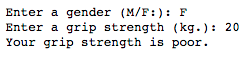 Enter a gender (M/F:): F
Enter a grip strength (kg.): 20
Your grip strength is poor.